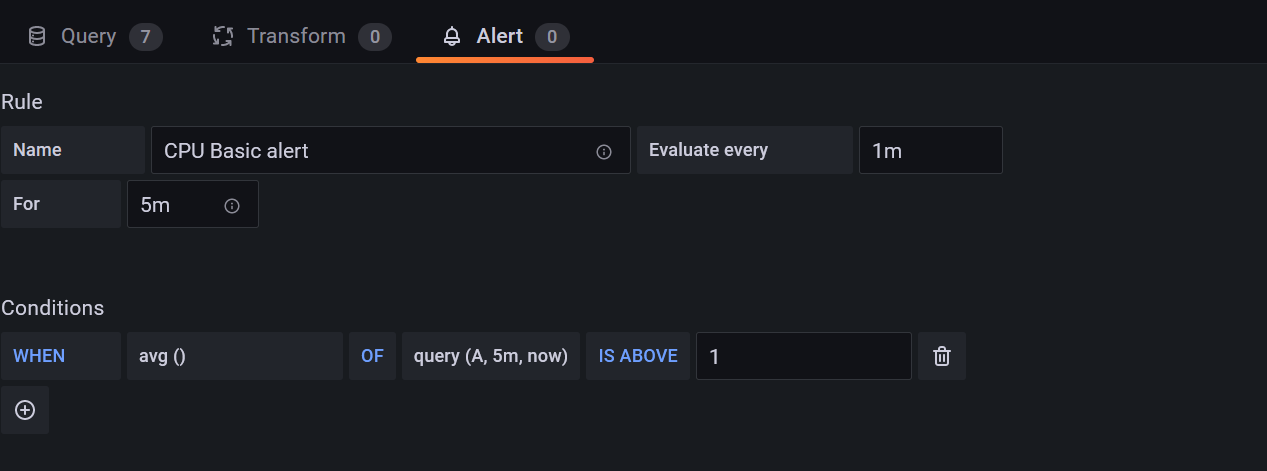 Query 7 Transform 0 Alert 0
Rule
Name CPU Basic alert Evaluate every 1m
For 5m
Conditions
WHEN avg () OF query (A, 5m, now) IS ABOVE 1